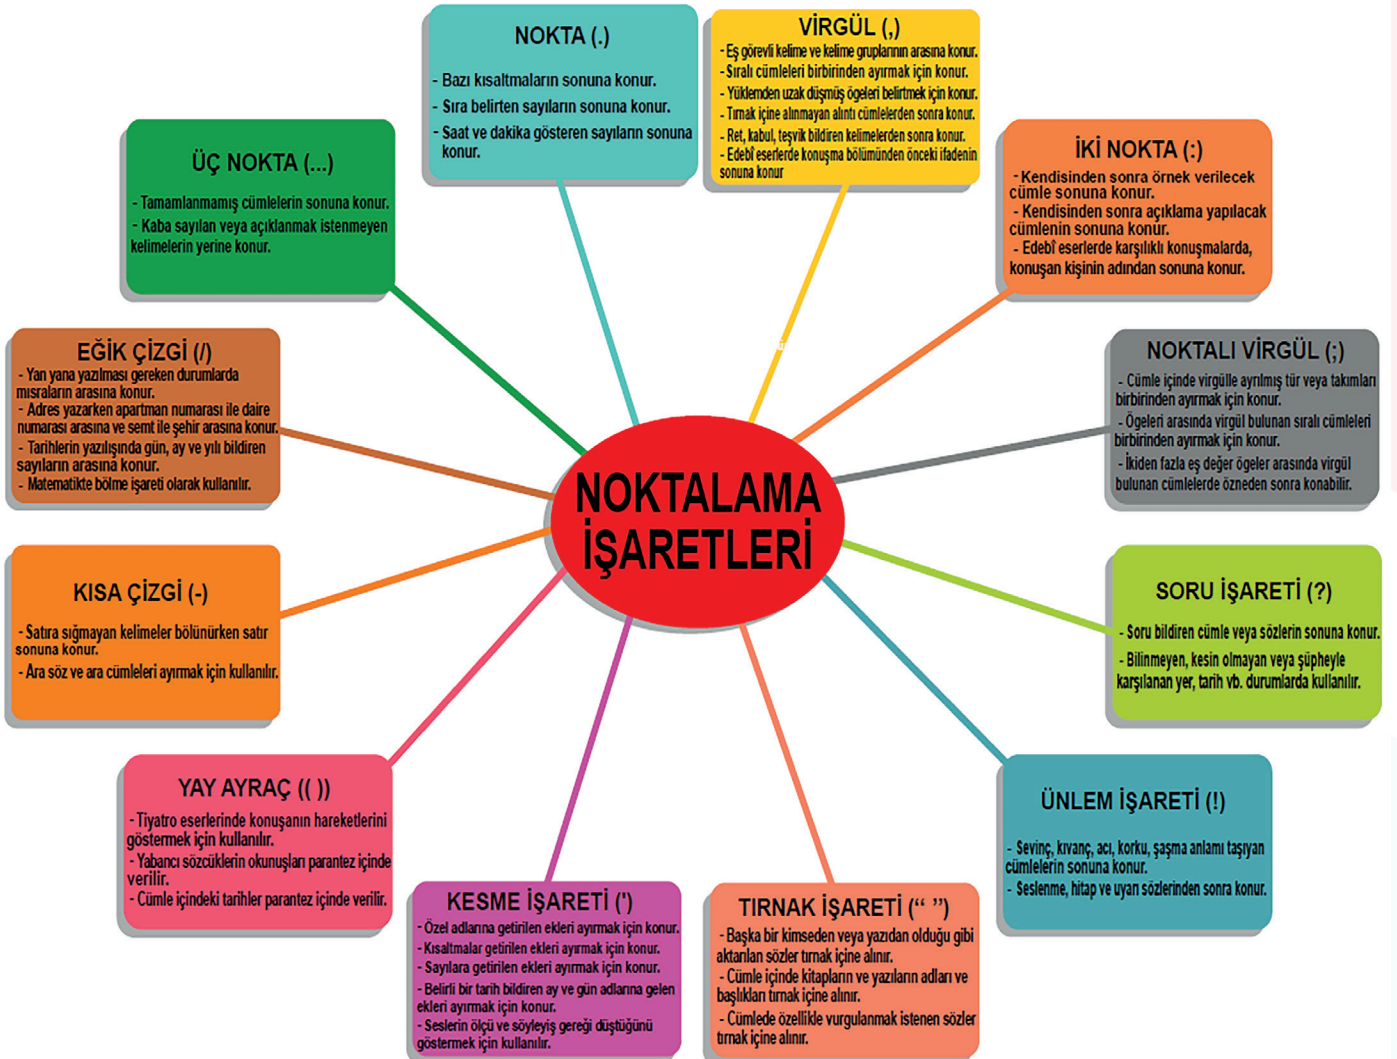 NOKTA (.)
- Bazı kısaltmaların sonuna konur.
- Sıra belirten sayıların sonuna konur.
- Saat ve dakika gösteren sayıların sonuna
konur.
VİRGÜL (,)
- Eş görevli kelime ve kelime gruplarının arasına konur.
- Sıralı cümleleri birbirinden ayırmak için konur.
- Yüklemden uzak düşmüş ögeleri belirtmek için konur.
- Tırnak içine alınmayan alıntı cümlelerden sonra konur.
- Ret, kabul, teşvik bildiren kelimelerden sonra konur.
- Edebî eserlerde konuşma bölümünden önceki ifadenin
sonuna konur
İKİ NOKTA (:)
- Kendisinden sonra örnek verilecek
cümle sonuna konur.
- Kendisinden sonra açıklama yapılacak
cümlenin sonuna konur.
- Edebî eserlerde karşılıklı konuşmalarda,
konuşan kişinin adından sonuna konur.
NOKTALI VİRGÜL (;)
- Cümle içinde virgülle ayrılmış tür veya takımları
birbirinden ayırmak için konur.
- Ögeleri arasında virgül bulunan sıralı cümleleri
birbirinden ayırmak için konur.
- İkiden fazla eş değer ögeler arasında virgül
bulunan cümlelerde özneden sonra konabilir.
SORU İŞARETİ (?)
- Soru bildiren cümle veya sözlerin sonuna konur.
- Bilinmeyen, kesin olmayan veya şüpheyle
karşılanan yer, tarih vb. durumlarda kullanılır.
ÜNLEM İŞARETİ (!)
- Sevinç, kıvanç, acı, korku, şaşma anlamı taşıyan
cümlelerin sonuna konur.
- Seslenme, hitap ve uyarı sözlerinden sonra konur.
TIRNAK İŞARETİ (“ ”)
- Başka bir kimseden veya yazıdan olduğu gibi
aktarılan sözler tırnak içine alınır.
- Cümle içinde kitapların ve yazıların adları ve
başlıkları tırnak içine alınır.
- Cümlede özellikle vurgulanmak istenen sözler
tırnak içine alınır.
KESME İŞARETİ (')
- Özel adlarına getirilen ekleri ayırmak için konur.
- Kısaltmalar getirilen ekleri ayırmak için konur.
- Sayılara getirilen ekleri ayırmak için konur.
- Belirli bir tarih bildiren ay ve gün adlarına gelen
ekleri ayırmak için konur.
- Seslerin ölçü ve söyleyiş gereği düştüğünü
göstermek için kullanılır.
YAY AYRAÇ (( ))
- Tiyatro eserlerinde konuşanın hareketlerini
göstermek için kullanılır.
- Yabancı sözcüklerin okunuşları parantez içinde
verilir.
- Cümle içindeki tarihler parantez içinde verilir.
KISA ÇİZGİ (-)
- Satıra sığmayan kelimeler bölünürken satır
sonuna konur.
- Ara söz ve ara cümleleri ayırmak için kullanılır.
EĞİK ÇİZGİ (/)
- Yan yana yazılması gereken durumlarda
mısraların arasına konur.
- Adres yazarken apartman numarası ile daire
numarası arasına ve semt ile şehir arasına konur.
- Tarihlerin yazılışında gün, ay ve yılı bildiren
sayıların arasına konur.
- Matematikte bölme işareti olarak kullanılır.
ÜÇ NOKTA (...)
- Tamamlanmamış cümlelerin sonuna konur.
- Kaba sayılan veya açıklanmak istenmeyen
kelimelerin yerine konur.
NOKTALAMA
İŞARETLERİ